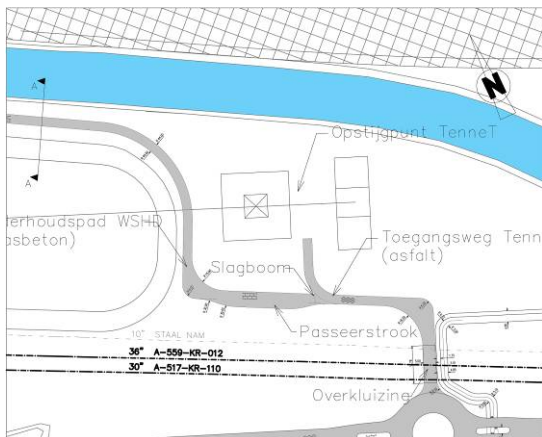 N
A
Opstijgpunt TenneT
A
derhoudspad WSHD
asbeton)
Toegangsweg Tenn
(asfalt)
Slagboom
Passeerstrook
10" STAAL NAM
36" A-559-KR-012
30" A-517-KR-110
Overkluizing